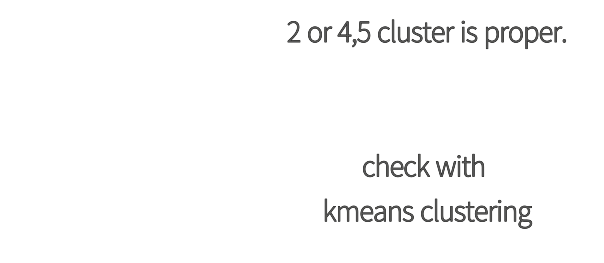 2 or 4,5 cluster is proper.
check with
kmeans clustering